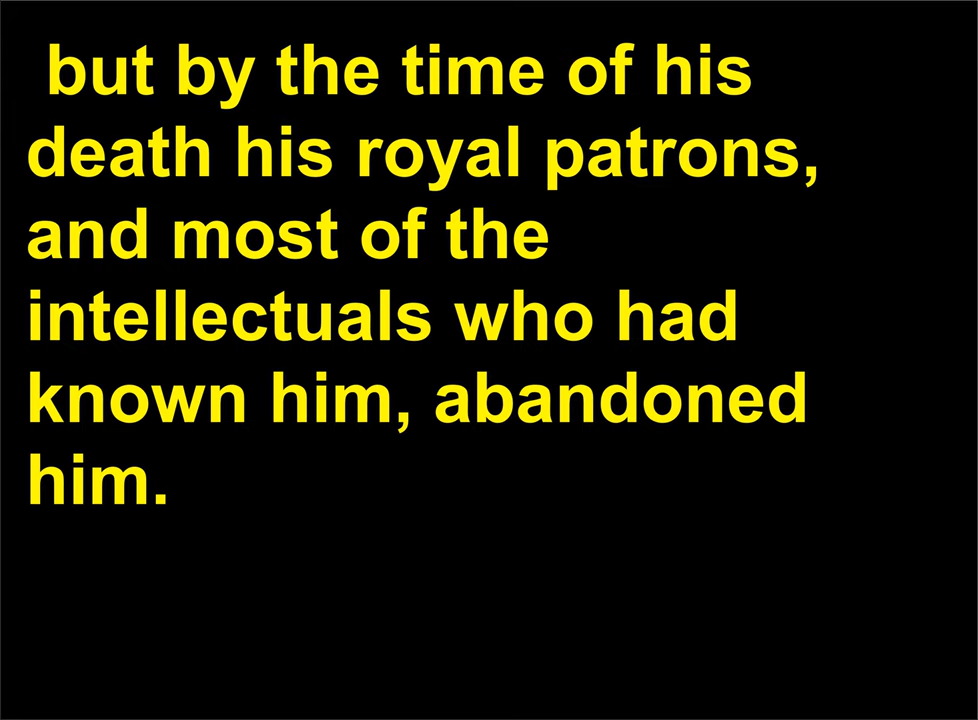 but by the time of his
death his royal patrons,
and most of the
intellectuals who had
known him, abandoned
him.